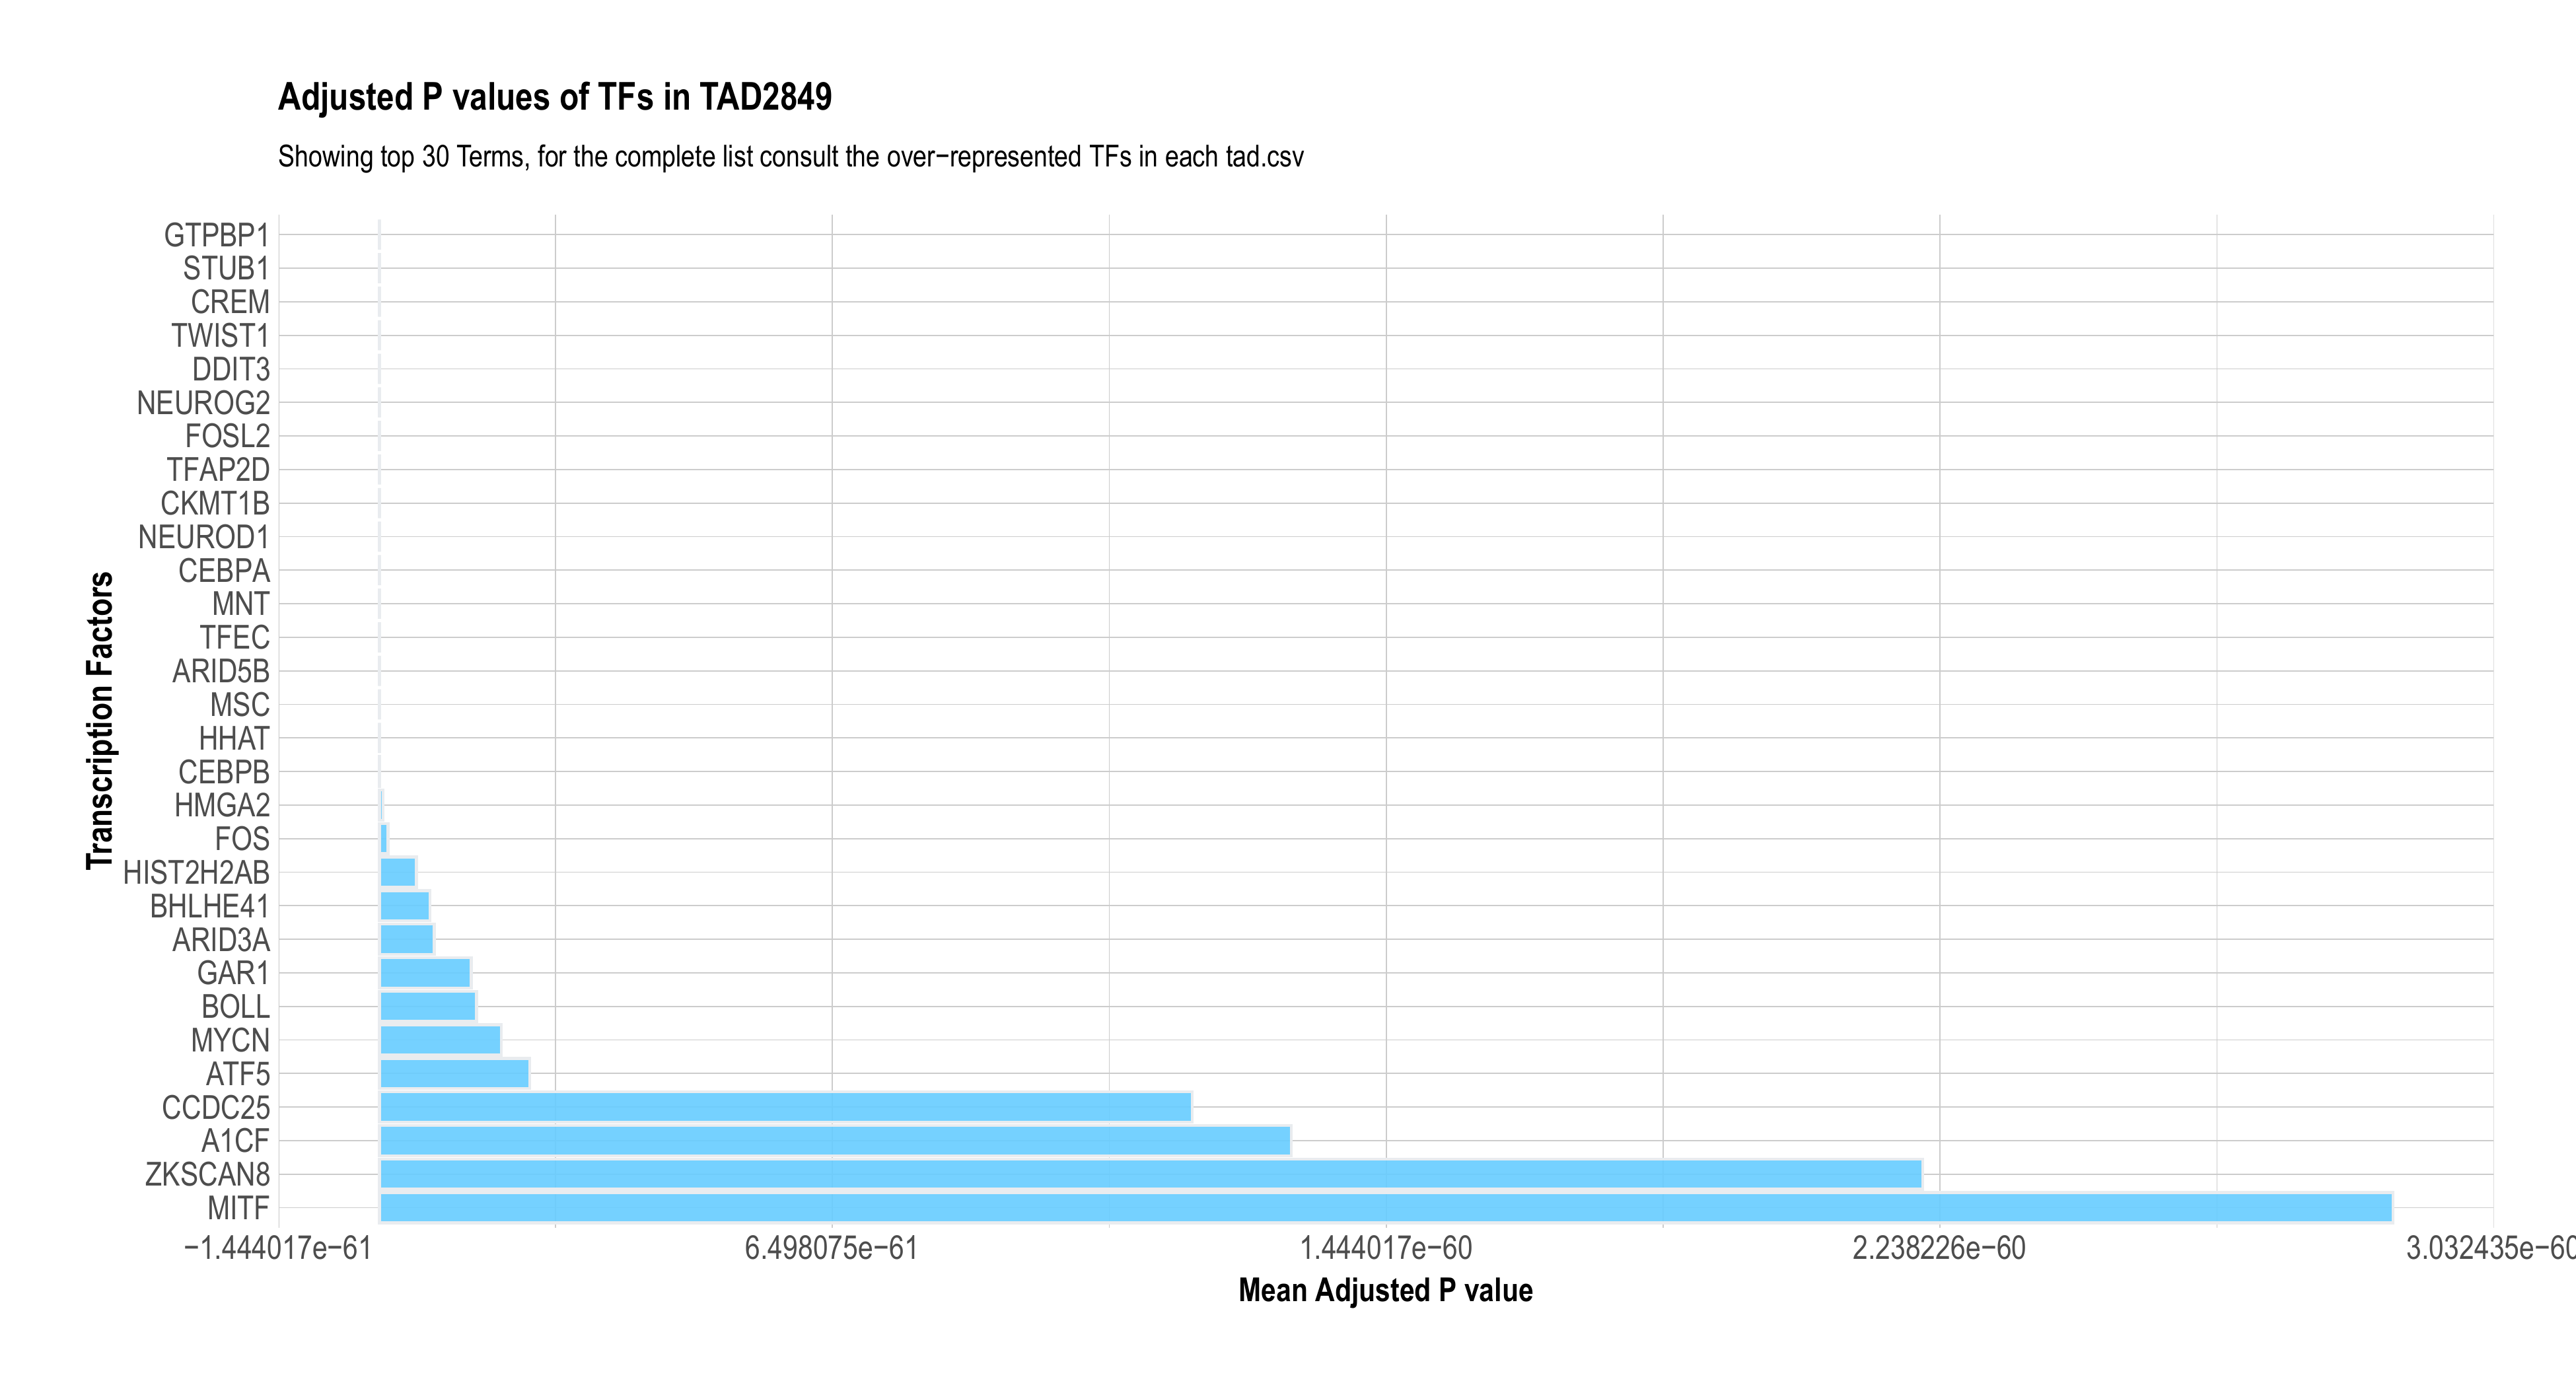 Adjusted P values of TFs in TAD2849
Showing top 30 Terms, for the complete list consult the over−represented TFs in each tad.csv
Transcription Factors
GTPBP1
STUB1
CREM
TWIST1
DDIT3
NEUROG2
FOSL2
TFAP2D
CKMT1B
NEUROD1
CEBPA
MNT
TFEC
ARID5B
MSC
HHAT
CEBPB
HMGA2
FOS
HIST2H2AB
BHLHE41
ARID3A
GAR1
BOLL
MYCN
ATF5
CCDC25
A1CF
ZKSCAN8
MITF
−1.444017e−61 6.498075e−61 1.444017e−60 2.238226e−60 3.032435e−60
Mean Adjusted P value